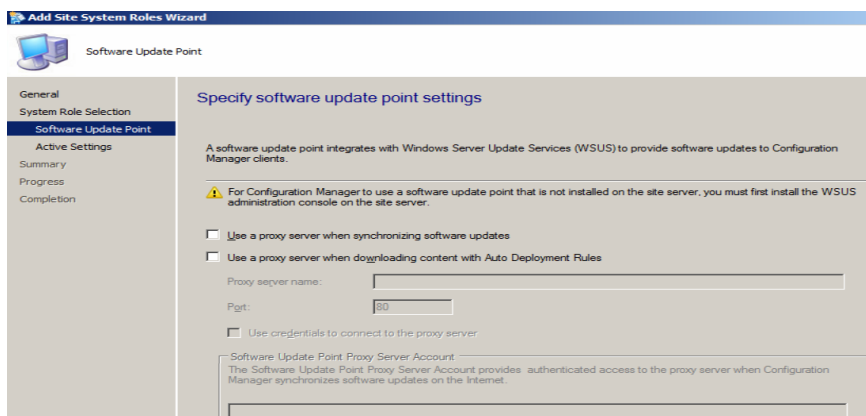 Add Site System Roles Wizard
Software Update Point
General
System Role Selection
Software Update Point
Active Settings
Summary
Progress
Completion
Specify software update point settings
A software update point integrates with Windows Server Update Services (WSUS) to provide software updates to Configuration
Manager clients.
For Configuration Manager to use a software update point that is not installed on the site server, you must first install the WSUS
administration console on the site server.
Use a proxy server when synchronizing software updates
Use a proxy server when downloading content with Auto Deployment Rules
Proxy server name:
Port:
80
Use credentials to connect to the proxy server
Software Update Point Proxy Server Account
The Software Update Point Proxy Server Account provides authenticated access to the proxy server when Configuration
Manager synchronizes software updates on the Internet.